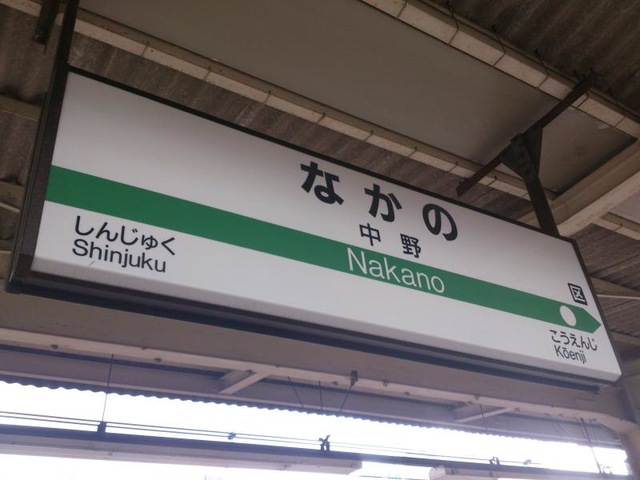 なかの
中野
Nakano
しんじゅく
Shinjuku
区
こうえんじ
Kōenji